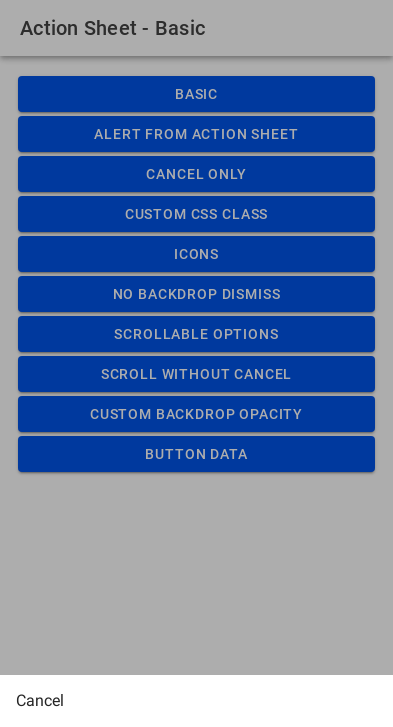 Action Sheet - Basic
BASIC
ALERT FROM ACTION SHEET
CANCEL ONLY
CUSTOM CSS CLASS
ICONS
NO BACKDROP DISMISS
SCROLLABLE OPTIONS
SCROLL WITHOUT CANCEL
CUSTOM BACKDROP OPACITY
BUTTON DATA
Cancel